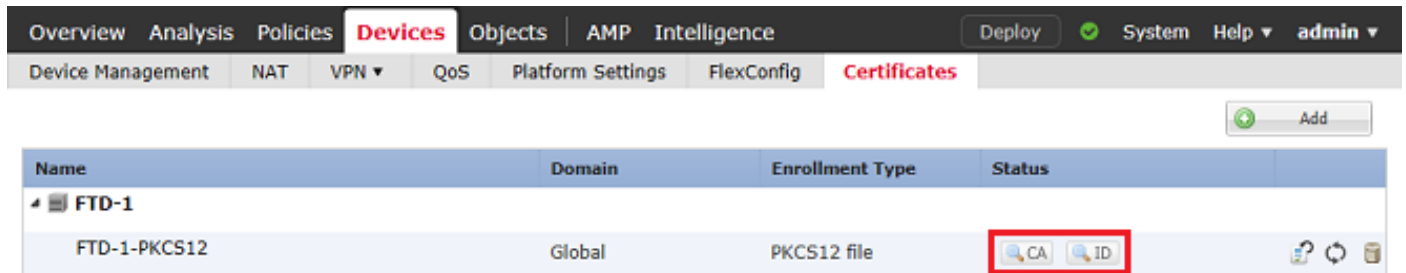 Overview Analysis Policies Devices Objects AMP Intelligence Deploy System Help admin
Device Management NAT VPN QoS Platform Settings FlexConfig Certificates
Add
Name Domain Enrollment Type Status
FTD-1
FTD-1-PKCS12 Global PKCS12 file CA ID